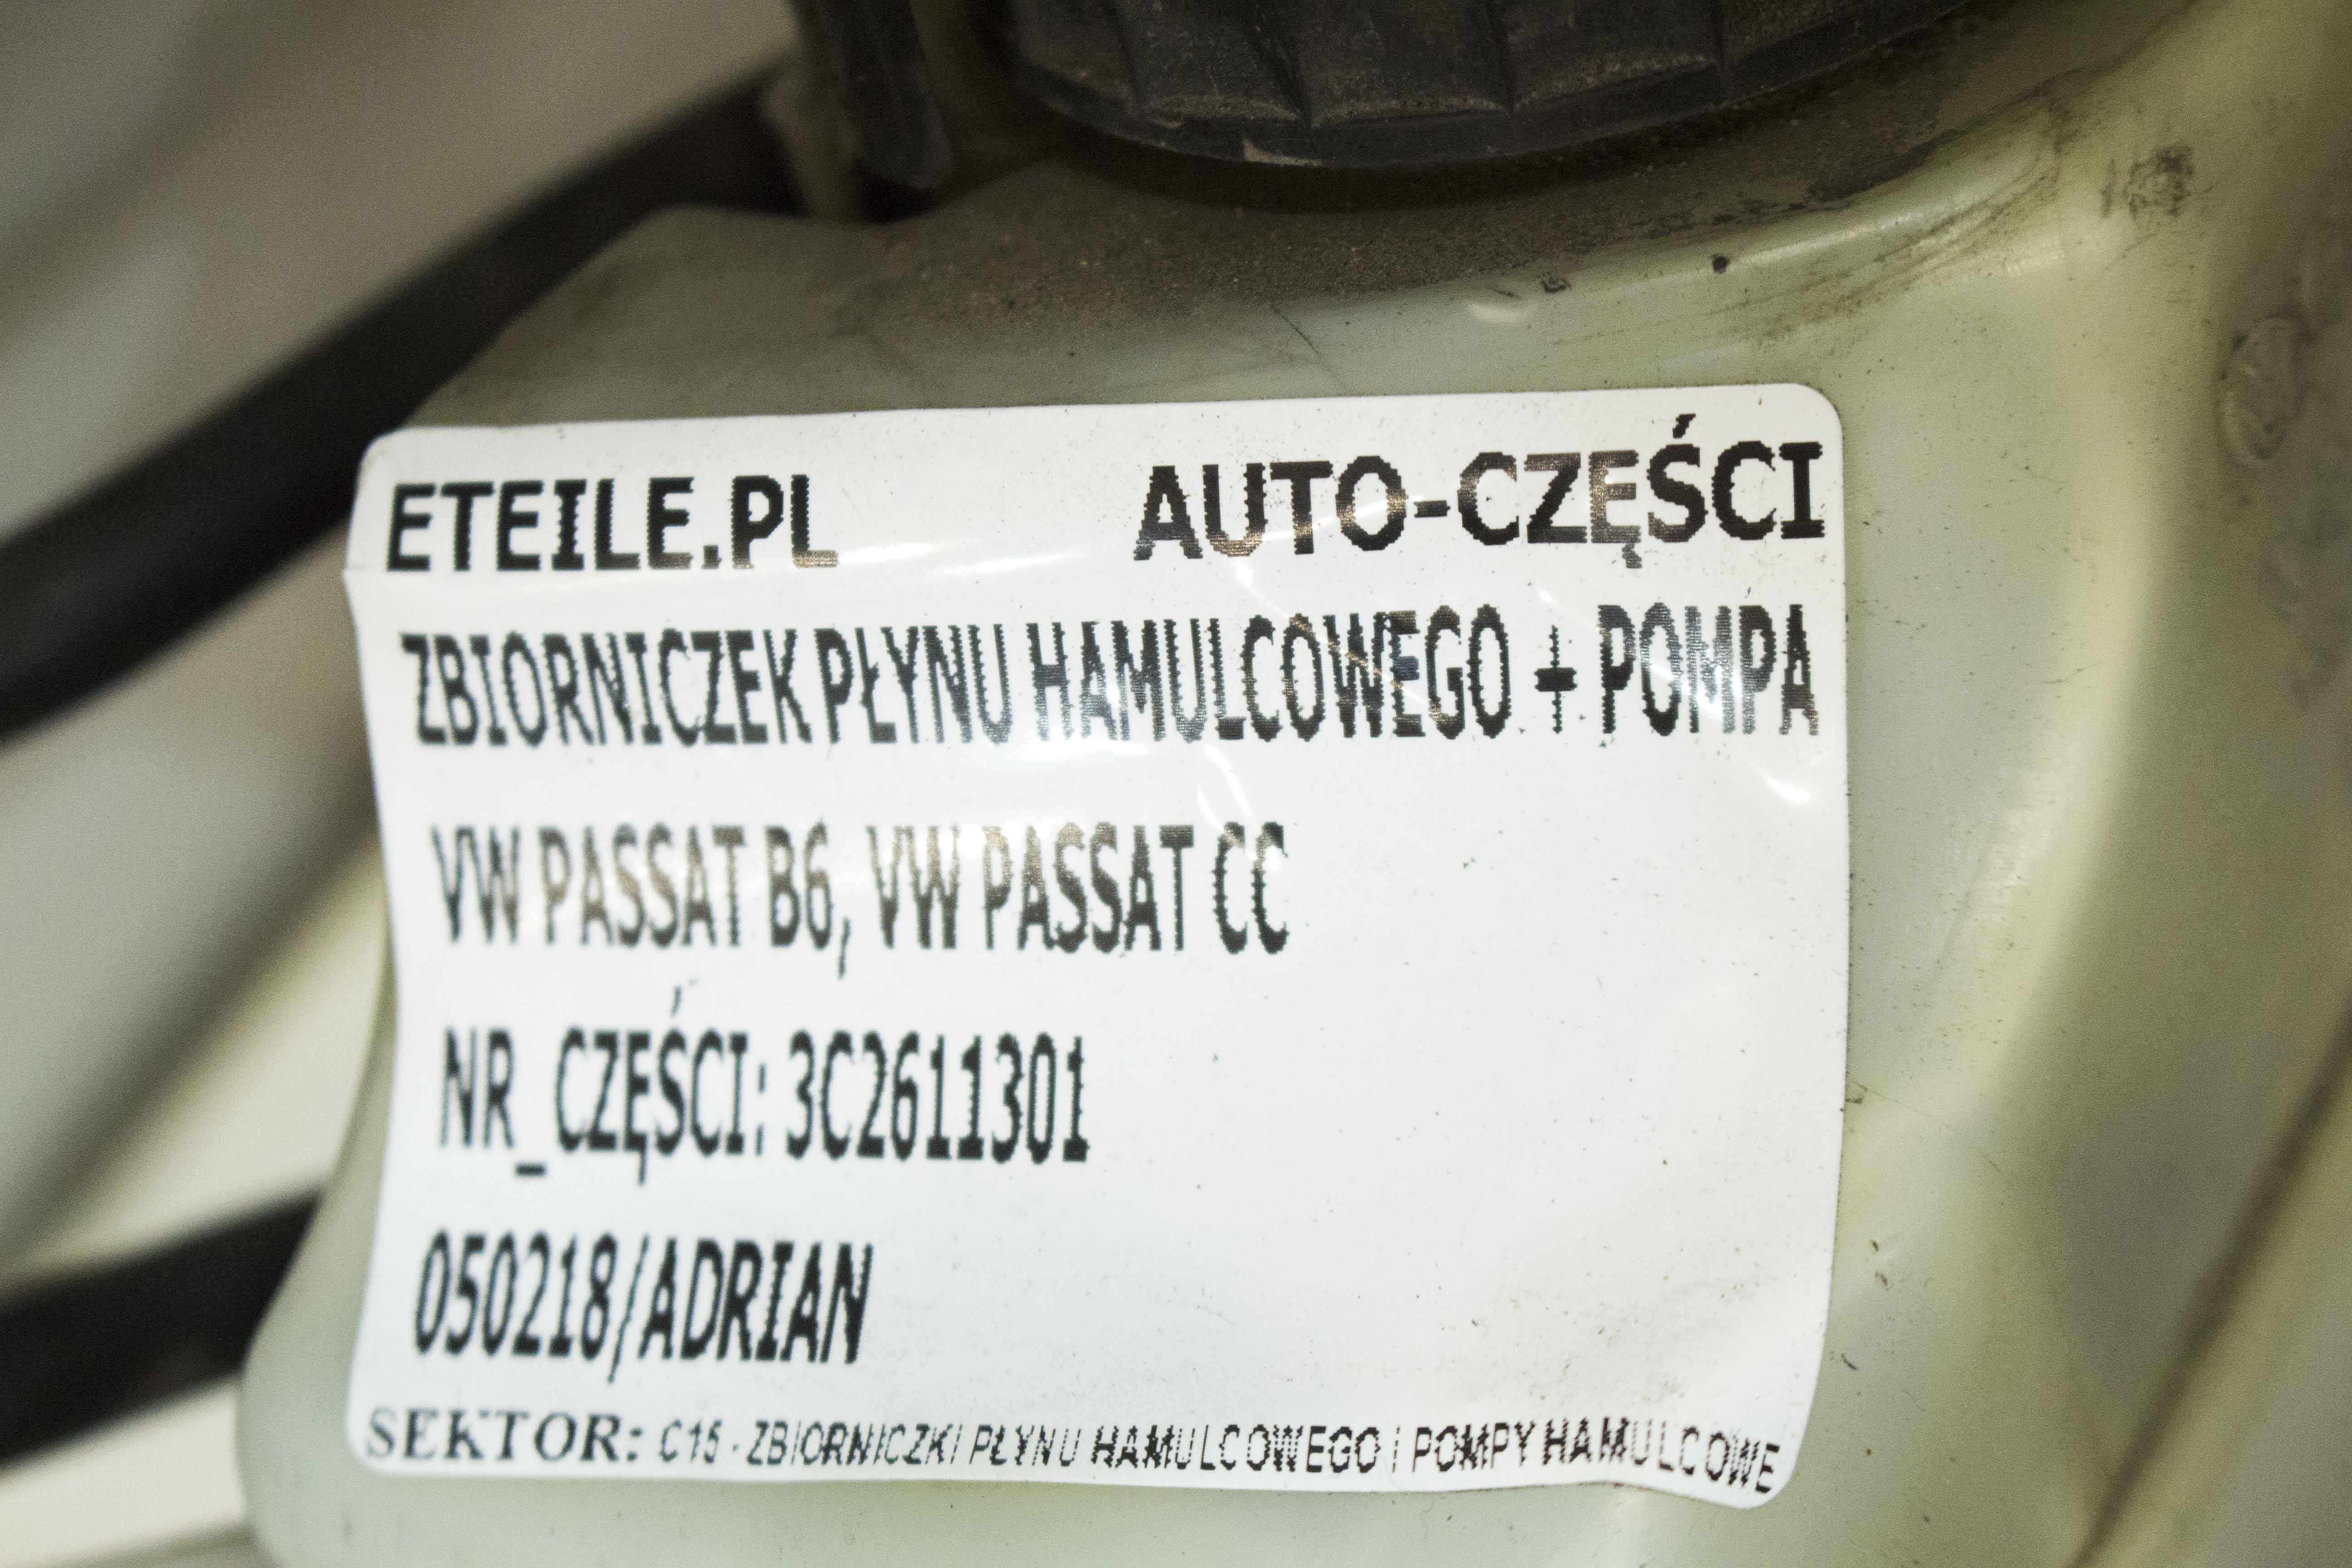 ETEILE.PL AUTO-CZĘŚCI
ZBIORNICZEK PŁYNU HAMULCOWEGO + POMPA
VW PASSAT B6, VW PASSAT CC
NR_CZĘŚCI: 3C2611301
050218/ADRIAN
SEKTOR: C15 - ZBIORNICZKI PŁYNU HAMULCOWEGO I POMPY HAMULCOWE